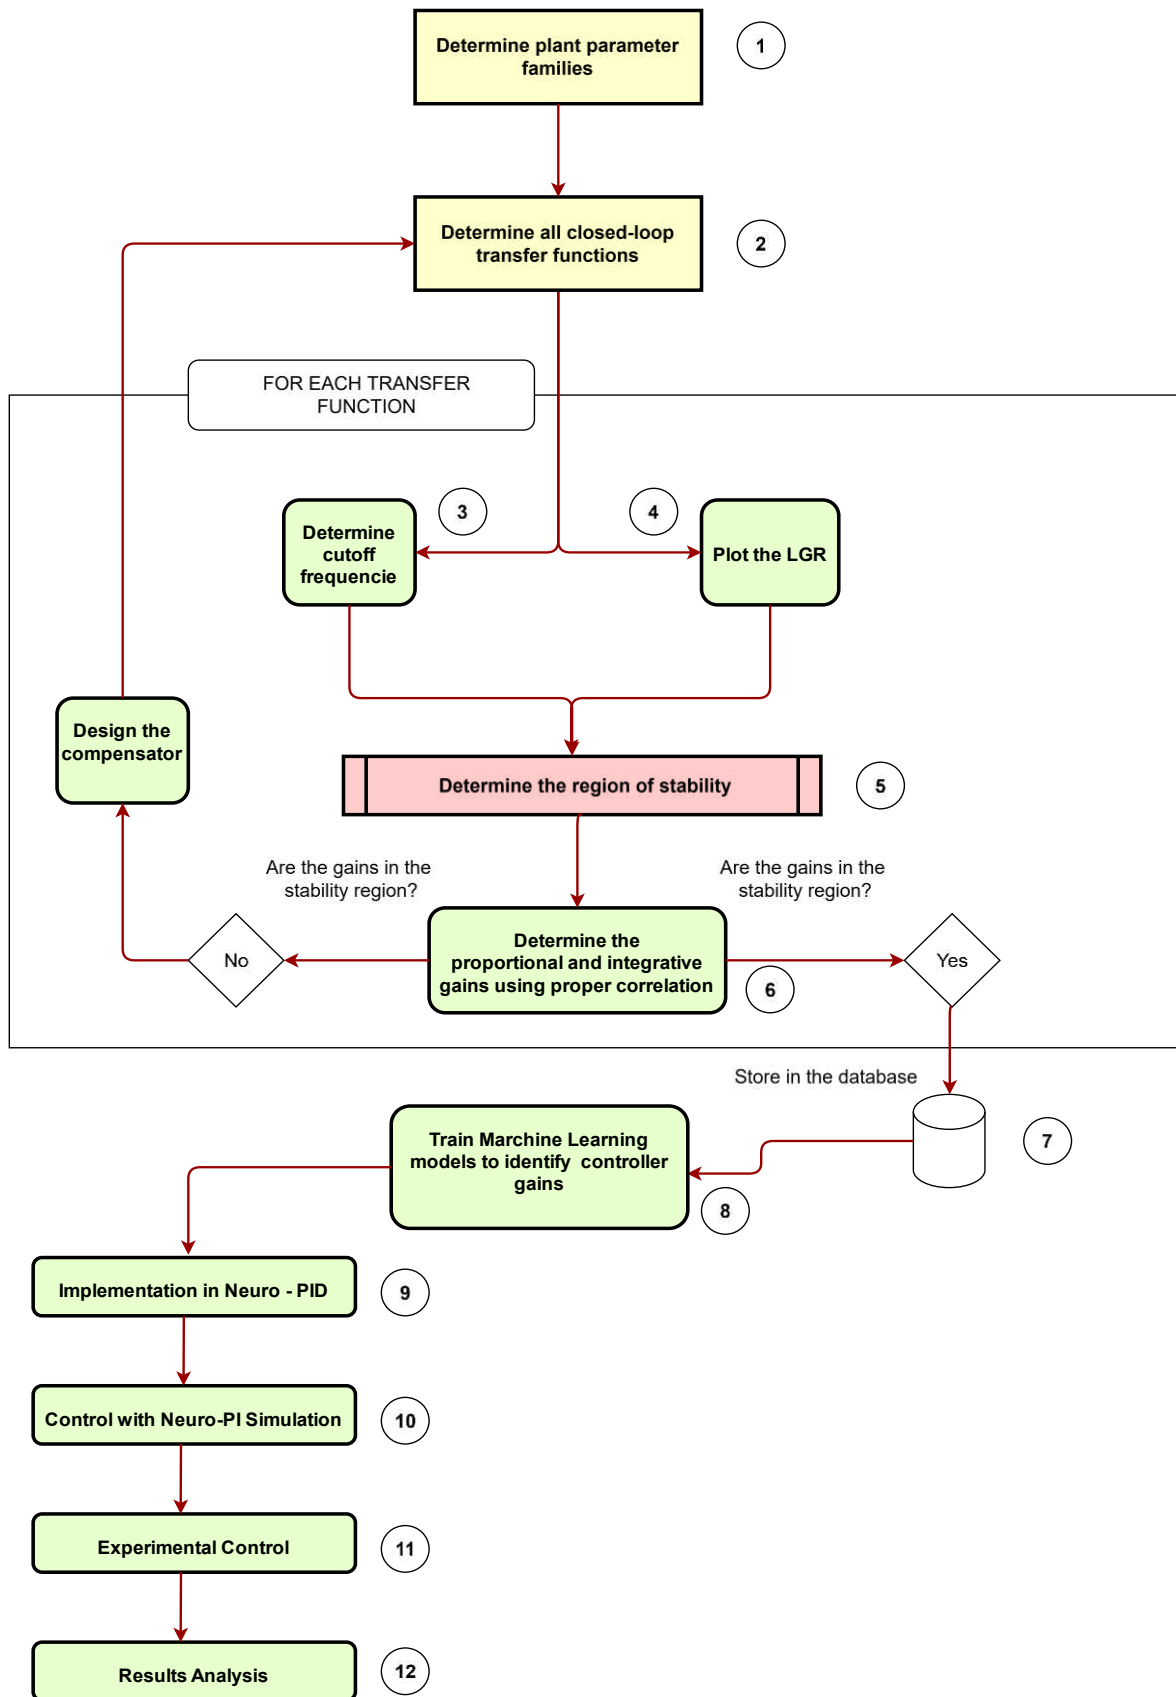 Determine plant parameter
families
1
Determine all closed-loop
transfer functions
2
FOR EACH TRANSFER
FUNCTION
3
4
Determine
cutoff
frequencie
Plot the LGR
Design the
compensator
Determine the region of stability
5
Are the gains in the
stability region?
Are the gains in the
stability region?
No
Determine the
proportional and integrative
gains using proper correlation
Yes
6
Store in the database
7
Train Marchine Learning
models to identify controller
gains
8
Implementation in Neuro - PID
9
Control with Neuro-PI Simulation
10
Experimental Control
11
Results Analysis
12